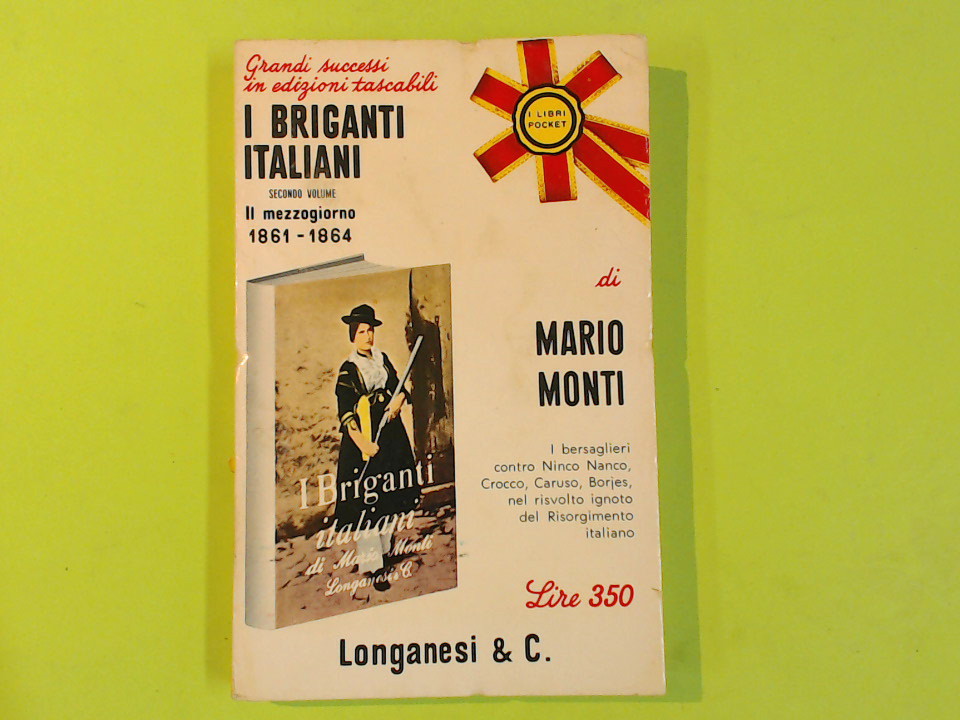 Grandi successi
in edizioni tascabili
I BRIGANTI
ITALIANI
SECONDO VOLUME
Il mezzogiorno
1861 - 1864
I LIBRI
POCKET
di
MARIO
MONTI
I bersaglieri
contro Ninco Nanco,
Crocco, Caruso, Borjes,
nel risvolto ignoto
del Risorgimento
italiano
I Briganti
italiani
di Mario Monti
Longanesi & C.
Lire 350
Longanesi & C.